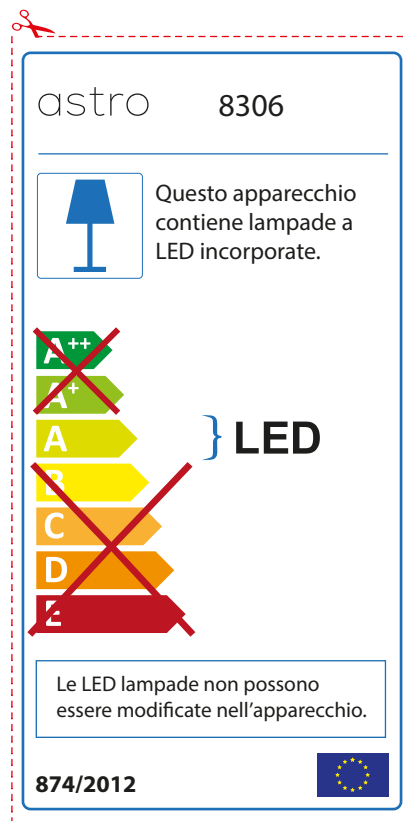 astro 8306
Questo apparecchio
contiene lampade a
LED incorporate.
A++
A+
A
B
C
D
E
} LED
Le LED lampade non possono
essere modificate nell'apparecchio.
874/2012